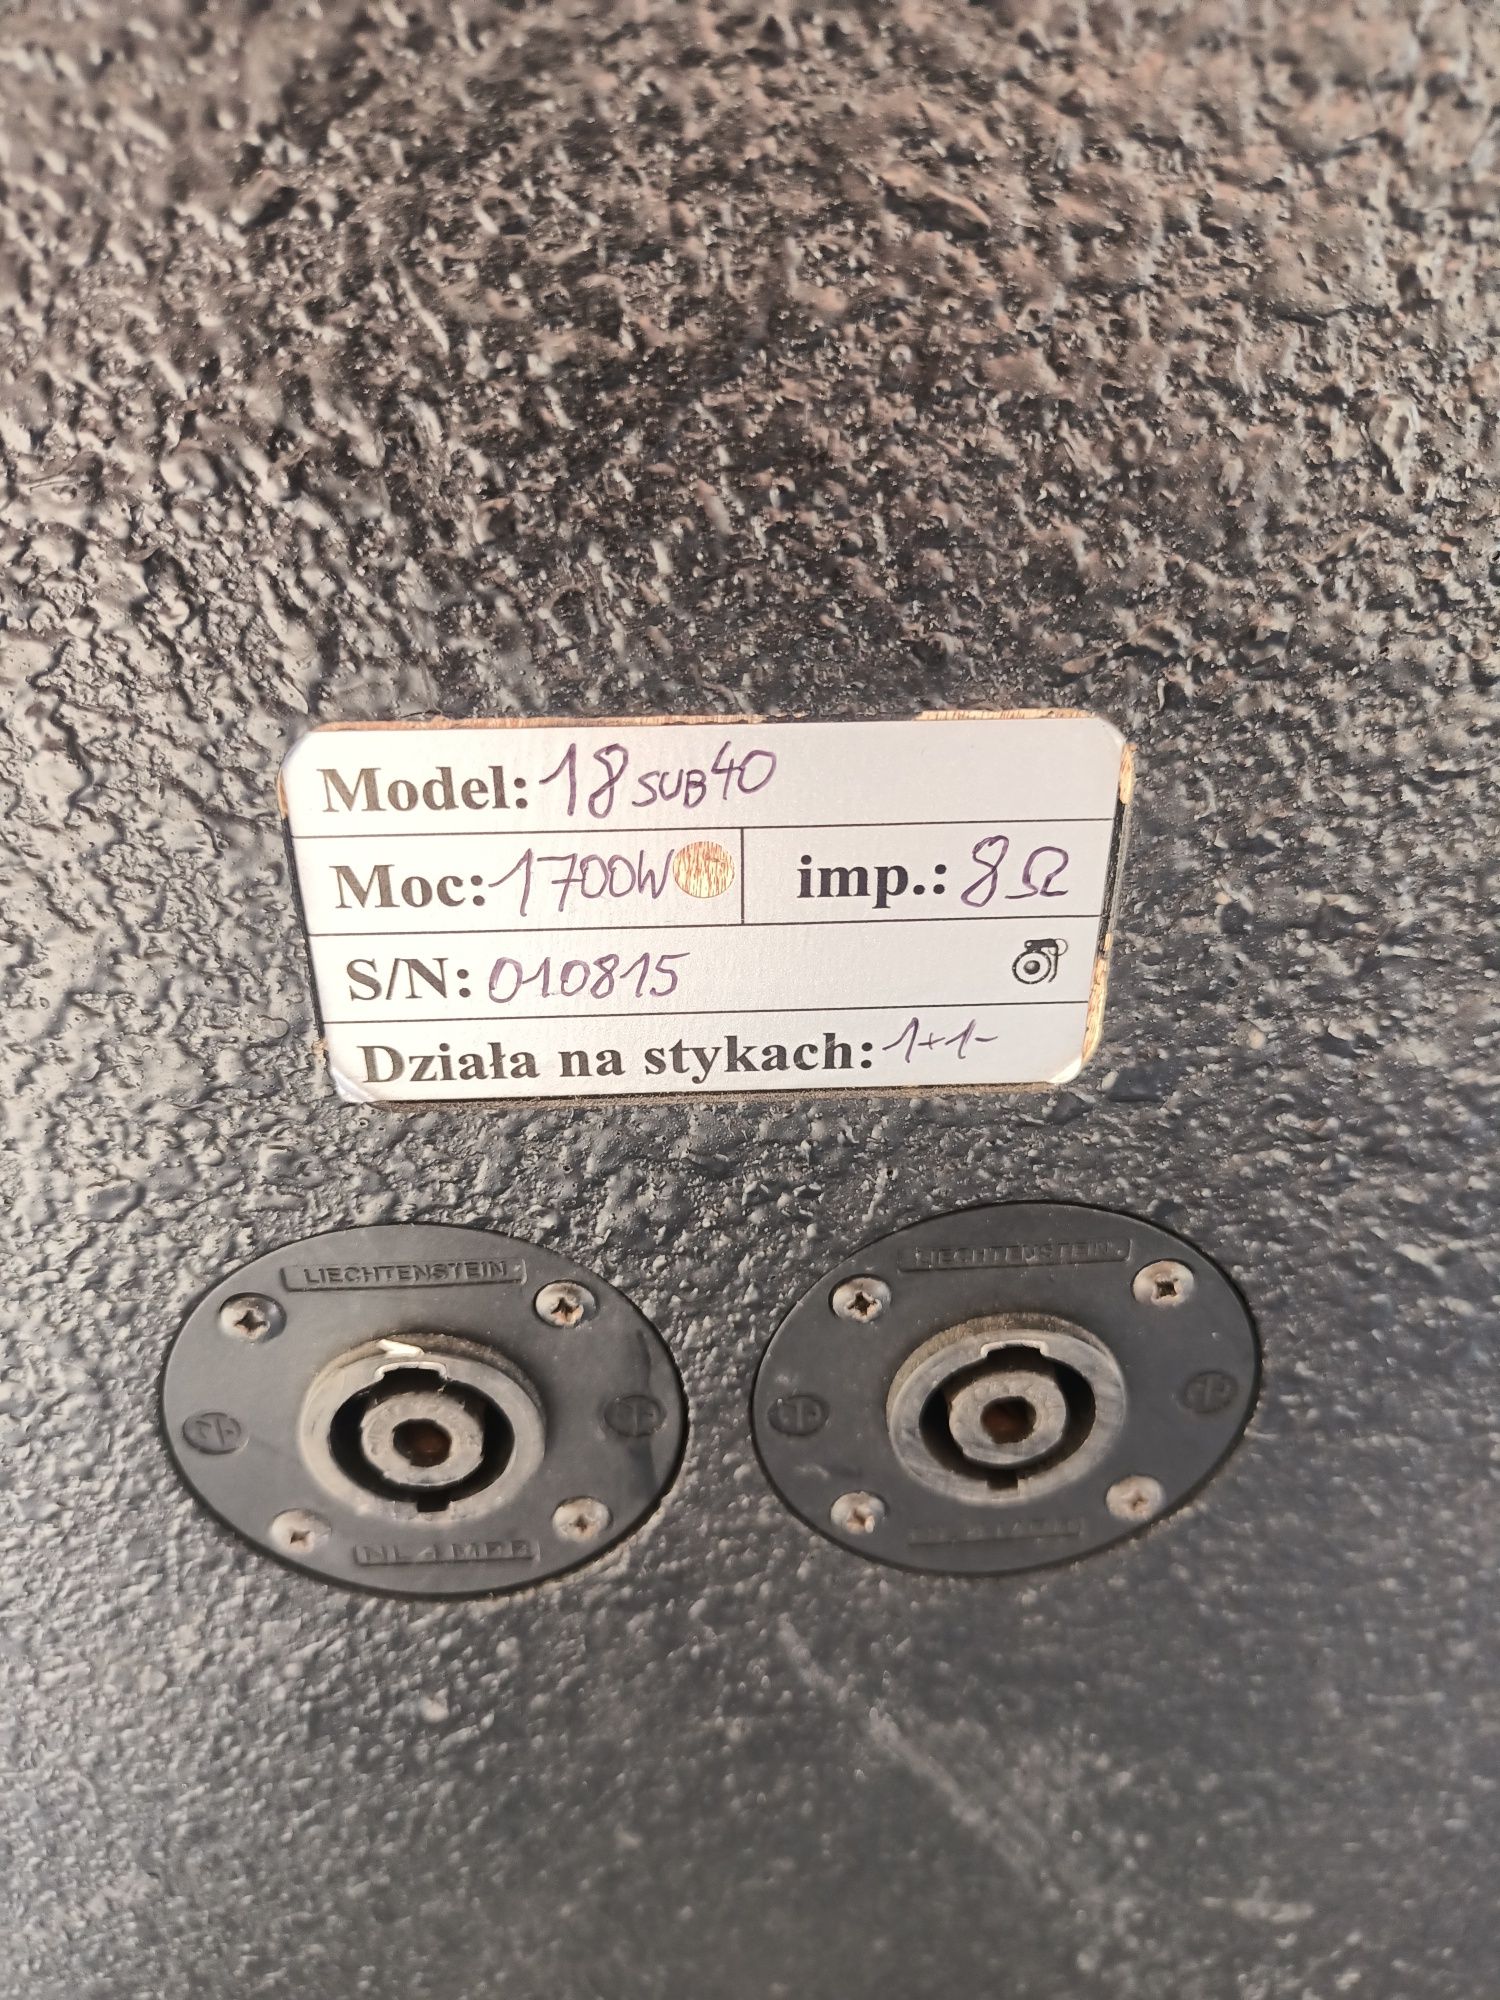 Model: 18 SUB 40
Moc: 1700W imp.: 8Ω
S/N: 010815
Działa na stykach: 1+1-
LIECHTENSTEIN LIECHTENSTEIN